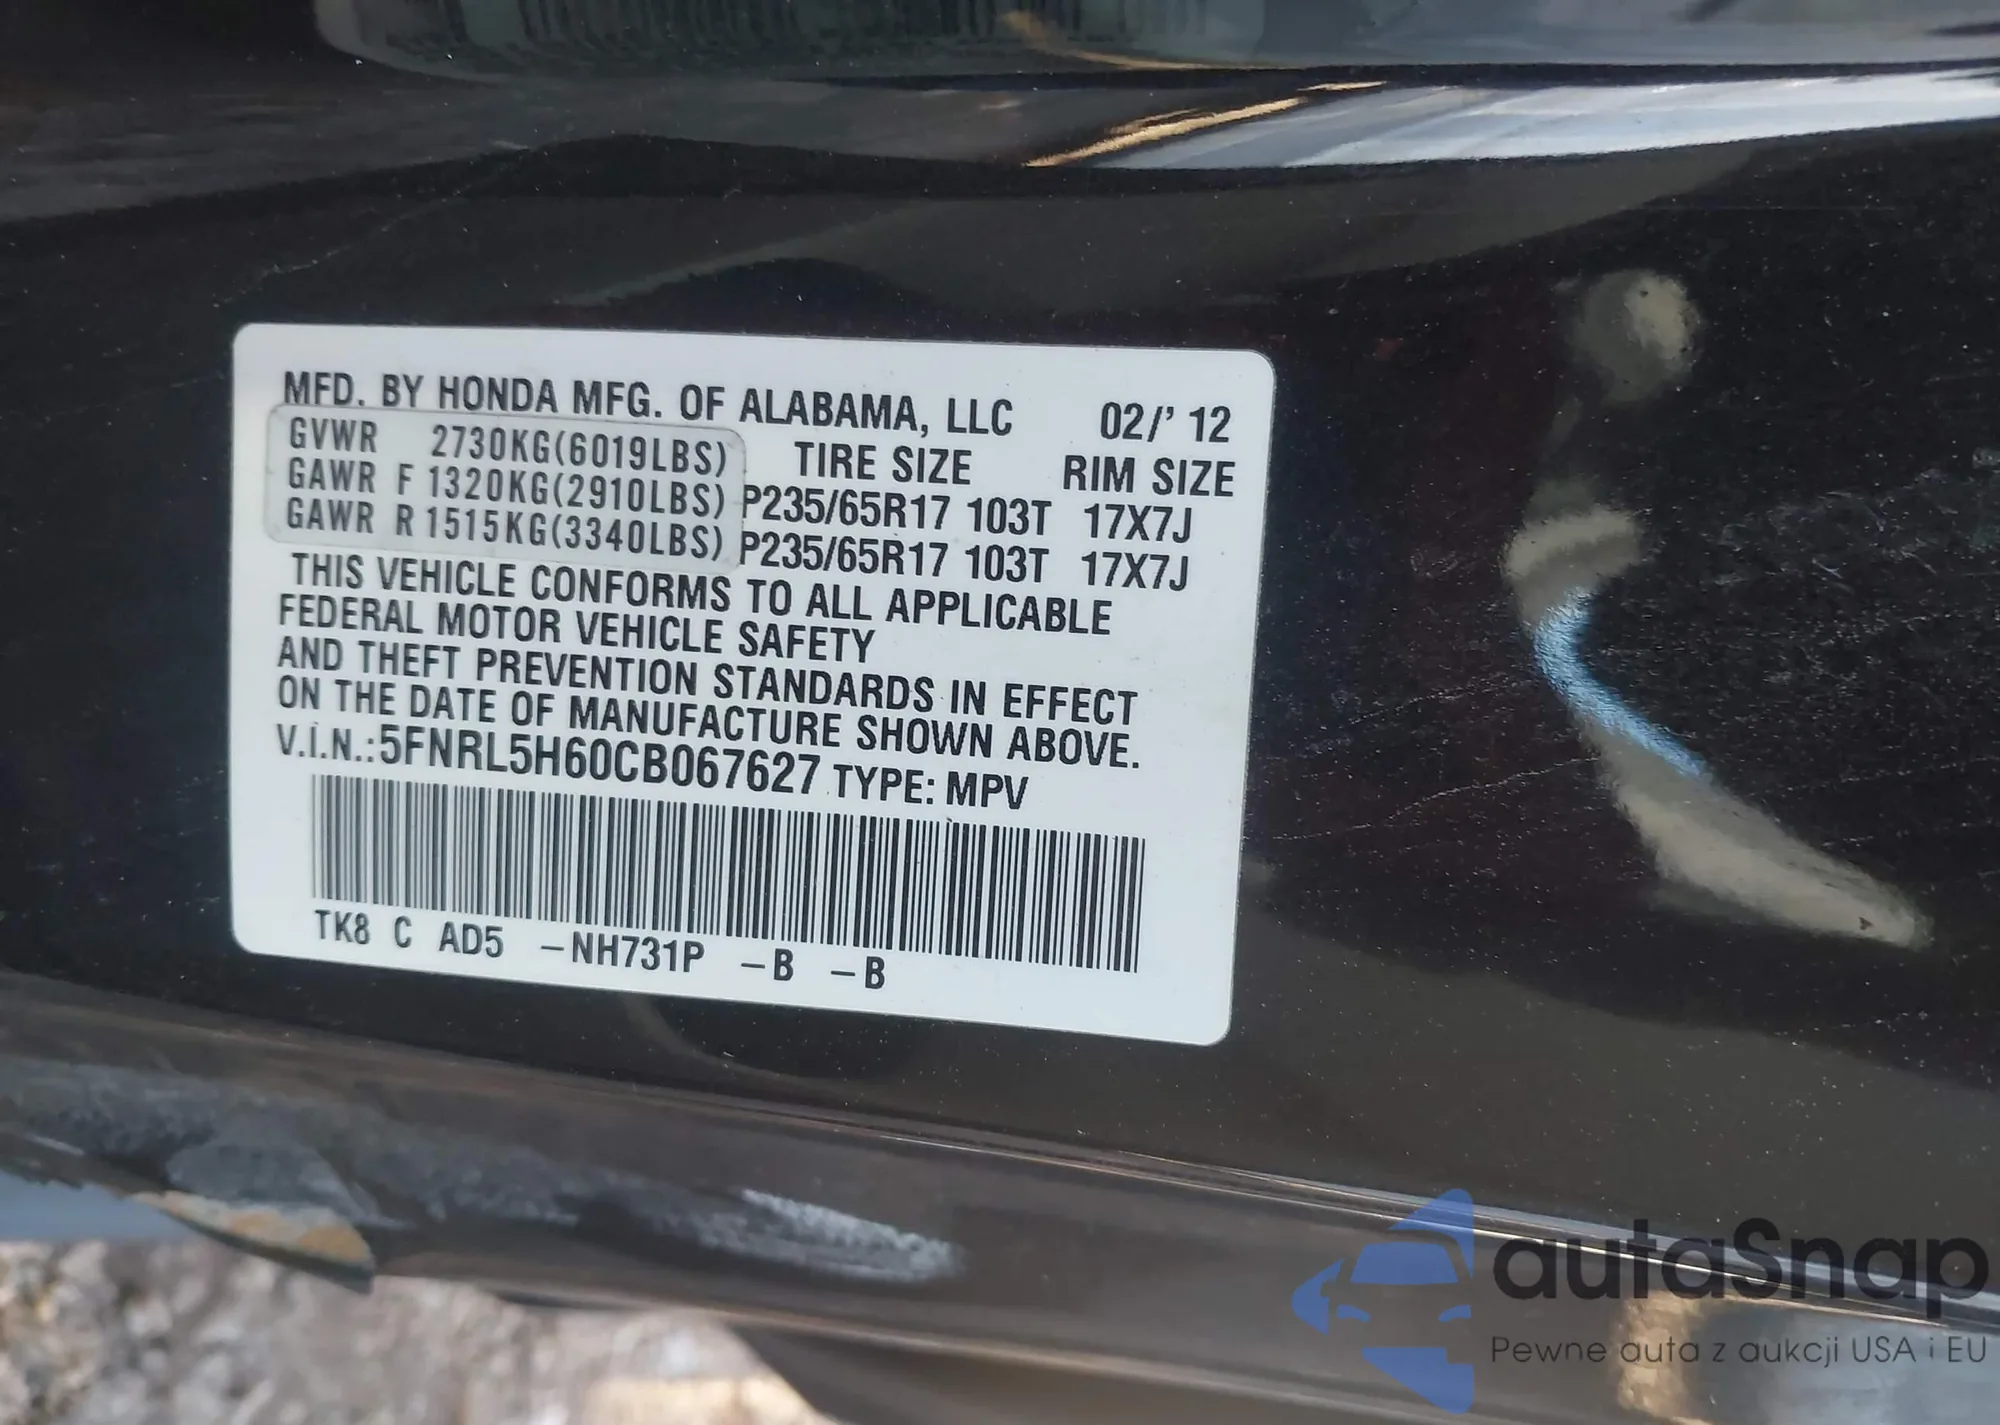 MFD. BY HONDA MFG. OF ALABAMA, LLC 02/' 12
GVWR 2730KG(6019LBS) TIRE SIZE RIM SIZE
GAWR F 1320KG(2910LBS) P235/65R17 103T 17X7J
GAWR R 1515KG(3340LBS) P235/65R17 103T 17X7J
THIS VEHICLE CONFORMS TO ALL APPLICABLE
FEDERAL MOTOR VEHICLE SAFETY
AND THEFT PREVENTION STANDARDS IN EFFECT
ON THE DATE OF MANUFACTURE SHOWN ABOVE.
V.I.N.: 5FNRL5H60CB067627 TYPE: MPV
TK8 C AD5 -NH731P -B -B
autaSnap
Pewne auta z aukcji USA i EU